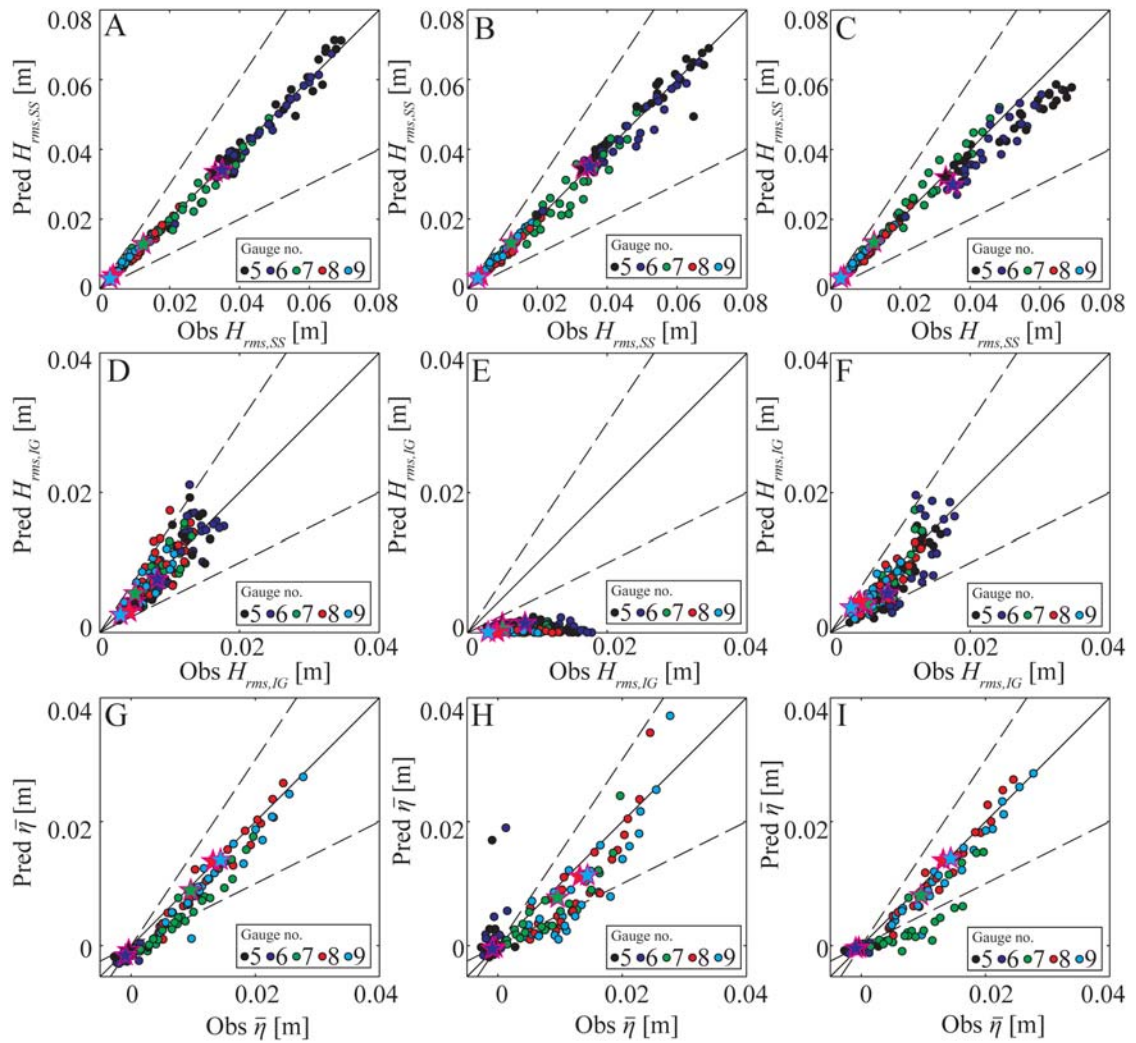 A
0.08
0.06
0.04
0.02
0
Pred H_rms,SS [m]
Gauge no.
5 6 7 8 9
0 0.02 0.04 0.06 0.08
Obs H_rms,SS [m]
B
0.08
0.06
0.04
0.02
0
Pred H_rms,SS [m]
Gauge no.
5 6 7 8 9
0 0.02 0.04 0.06 0.08
Obs H_rms,SS [m]
C
0.08
0.06
0.04
0.02
0
Pred H_rms,SS [m]
Gauge no.
5 6 7 8 9
0 0.02 0.04 0.06 0.08
Obs H_rms,SS [m]
D
0.04
0.02
0
Pred H_rms,IG [m]
Gauge no.
5 6 7 8 9
0 0.02 0.04
Obs H_rms,IG [m]
E
0.04
0.02
0
Pred H_rms,IG [m]
Gauge no.
5 6 7 8 9
0 0.02 0.04
Obs H_rms,IG [m]
F
0.04
0.02
0
Pred H_rms,IG [m]
Gauge no.
5 6 7 8 9
0 0.02 0.04
Obs H_rms,IG [m]
G
0.04
0.02
0
Pred η̄ [m]
Gauge no.
5 6 7 8 9
0 0.02 0.04
Obs η̄ [m]
H
0.04
0.02
0
Pred η̄ [m]
Gauge no.
5 6 7 8 9
0 0.02 0.04
Obs η̄ [m]
I
0.04
0.02
0
Pred η̄ [m]
Gauge no.
5 6 7 8 9
0 0.02 0.04
Obs η̄ [m]